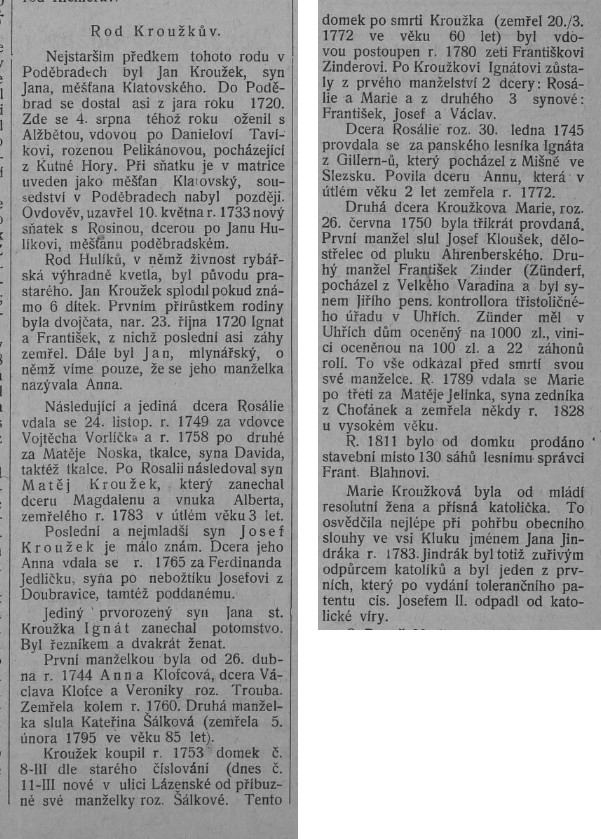 Rod Kroužkův.
Nejstarším předkem tohoto rodu v
Poděbradech byl Jan Kroužek, syn
Jana, měšťana Klatovského. Do Podě-
brad se dostal asi z jara roku 1720.
Zde se 4. srpna téhož roku oženil s
Alžbětou, vdovou po Danieloví Taví-
kovi, rozenou Pelikánovou, pocházející
z Kutné Hory. Při sňatku je v matrice
uveden jako měšťan Klatovský, sou-
sedství v Poděbradech nabyl později.
Ovdověv, uzavřel 10. května r. 1733 nový
sňatek s Rosinou, dcerou po Janu Hu-
líkovi, měšťanu poděbradském.
Rod Hulíků, v němž živnost rybář-
ská výhradně kvetla, byl původu pra-
starého. Jan Kroužek splodil pokud zná-
mo 6 dítek. Prvním přírůstkem rodiny
byla dvojčata, nar. 23. října 1720 Ignat
a František, z nichž poslední asi záhy
zemřel. Dále byl Jan, mlynářský, o
němž víme pouze, že se jeho manželka
nazývala Anna.
Následující a jediná dcera Rosálie
vdala se 24. listop. r. 1749 za vdovce
Vojtěcha Vorlíčka a r. 1758 po druhé
za Matěje Noska, tkalce, syna Davida,
taktéž tkalce. Po Rosalii následoval syn
Matěj Kroužek, který zanechal
dceru Magdalenu a vnuka Alberta,
zemřelého r. 1783 v útlém věku 3 let.
Poslední a nejmladší syn Josef
Kroužek je málo znám. Dcera jeho
Anna vdala se r. 1765 za Ferdinanda
Jedličku, syna po nebožtíku Josefovi z
Doubravice, tamtéž poddanému.
Jediný prvorozený syn Jana st.
Kroužka Ignát zanechal potomstvo.
Byl řezníkem a dvakrát ženat.
První manželkou byla od 26. dub-
na r. 1744 Anna Klofcová, dcera Vá-
clava Klofce a Veroniky roz. Trouba.
Zemřela kolem r. 1760. Druhá manžel-
ka slula Kateřina Šálková (zemřela 5.
února 1795 ve věku 85 let).
Kroužek koupil r. 1753 domek č.
8-III dle starého číslování (dnes č.
11-III nové v ulici Lázenské od příbuz-
né své manželky roz. Šálkové. Tento
domek po smrti Kroužka (zemřel 20./3.
1772 ve věku 60 let) byl vdo-
vou postoupen r. 1780 zeti Františkovi
Zinderovi. Po Kroužkovi Ignátovi zůsta-
ly z prvého manželství 2 dcery: Rosá-
lie a Marie a z druhého 3 synové:
František, Josef a Václav.
Dcera Rosálie roz. 30. ledna 1745
provdala se za panského lesníka Ignáta
z Gillern-ů, který pocházel z Mišně ve
Slezsku. Povila dceru Annu, která v
útlém věku 2 let zemřela r. 1772.
Druhá dcera Kroužkova Marie, roz.
26. června 1750 byla třikrát provdaná.
První manžel slul Josef Kloušek, dělo-
střelec od pluku Ahrenberského. Dru-
hý manžel František Zinder (Zünderf,
pocházel z Velkého Varadina a byl sy-
nem Jiřího pens. kontrollora třístoličné-
ho úřadu v Uhřích. Zünder měl v
Uhřích dům oceněný na 1000 zl., vini-
ci oceněnou na 100 zl. a 22 záhonů
rolí. To vše odkázal před smrtí svou
své manželce. R. 1789 vdala se Marie
po třetí za Matěje Jelínka, syna zedníka
z Choťánek a zemřela někdy r. 1828
u vysokém věku.
R. 1811 bylo od domku prodáno
stavební místo 130 sáhů lesnímu správci
Frant. Blahnovi.
Marie Kroužková byla od mládí
resolutní žena a přísná katolička. To
osvědčila nejlépe při pohřbu obecního
slouhy ve vsi Kluku jménem Jana Jin-
dráka r. 1783. Jindrák byl totiž zuřivým
odpůrcem katolíků a byl jeden z prv-
ních, který po vydání tolerančního pa-
tentu cís. Josefem II. odpadl od kato-
lické víry.